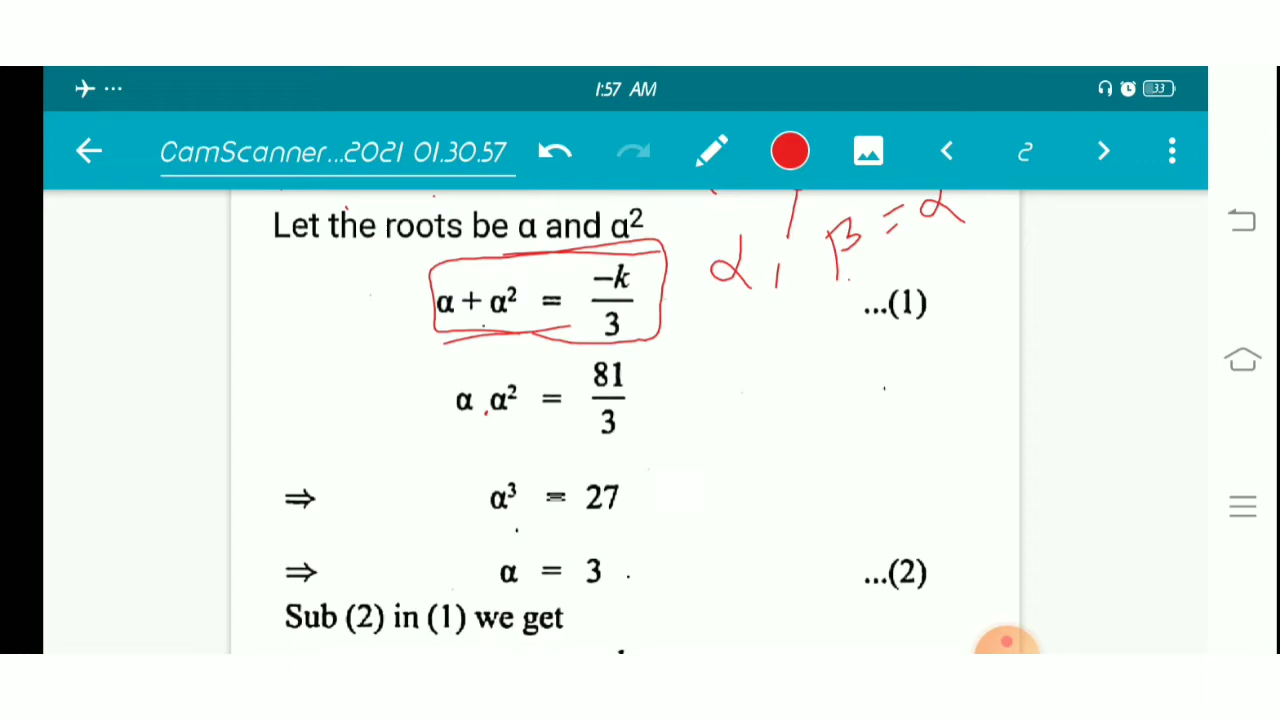 1:57 AM
33
CamScanner...2021 01.30.57
2
Let the roots be α and α²
α , β = α
α + α² = -k/3 ...(1)
α . α² = 81/3
⇒ α³ = 27
⇒ α = 3 ...(2)
Sub (2) in (1) we get